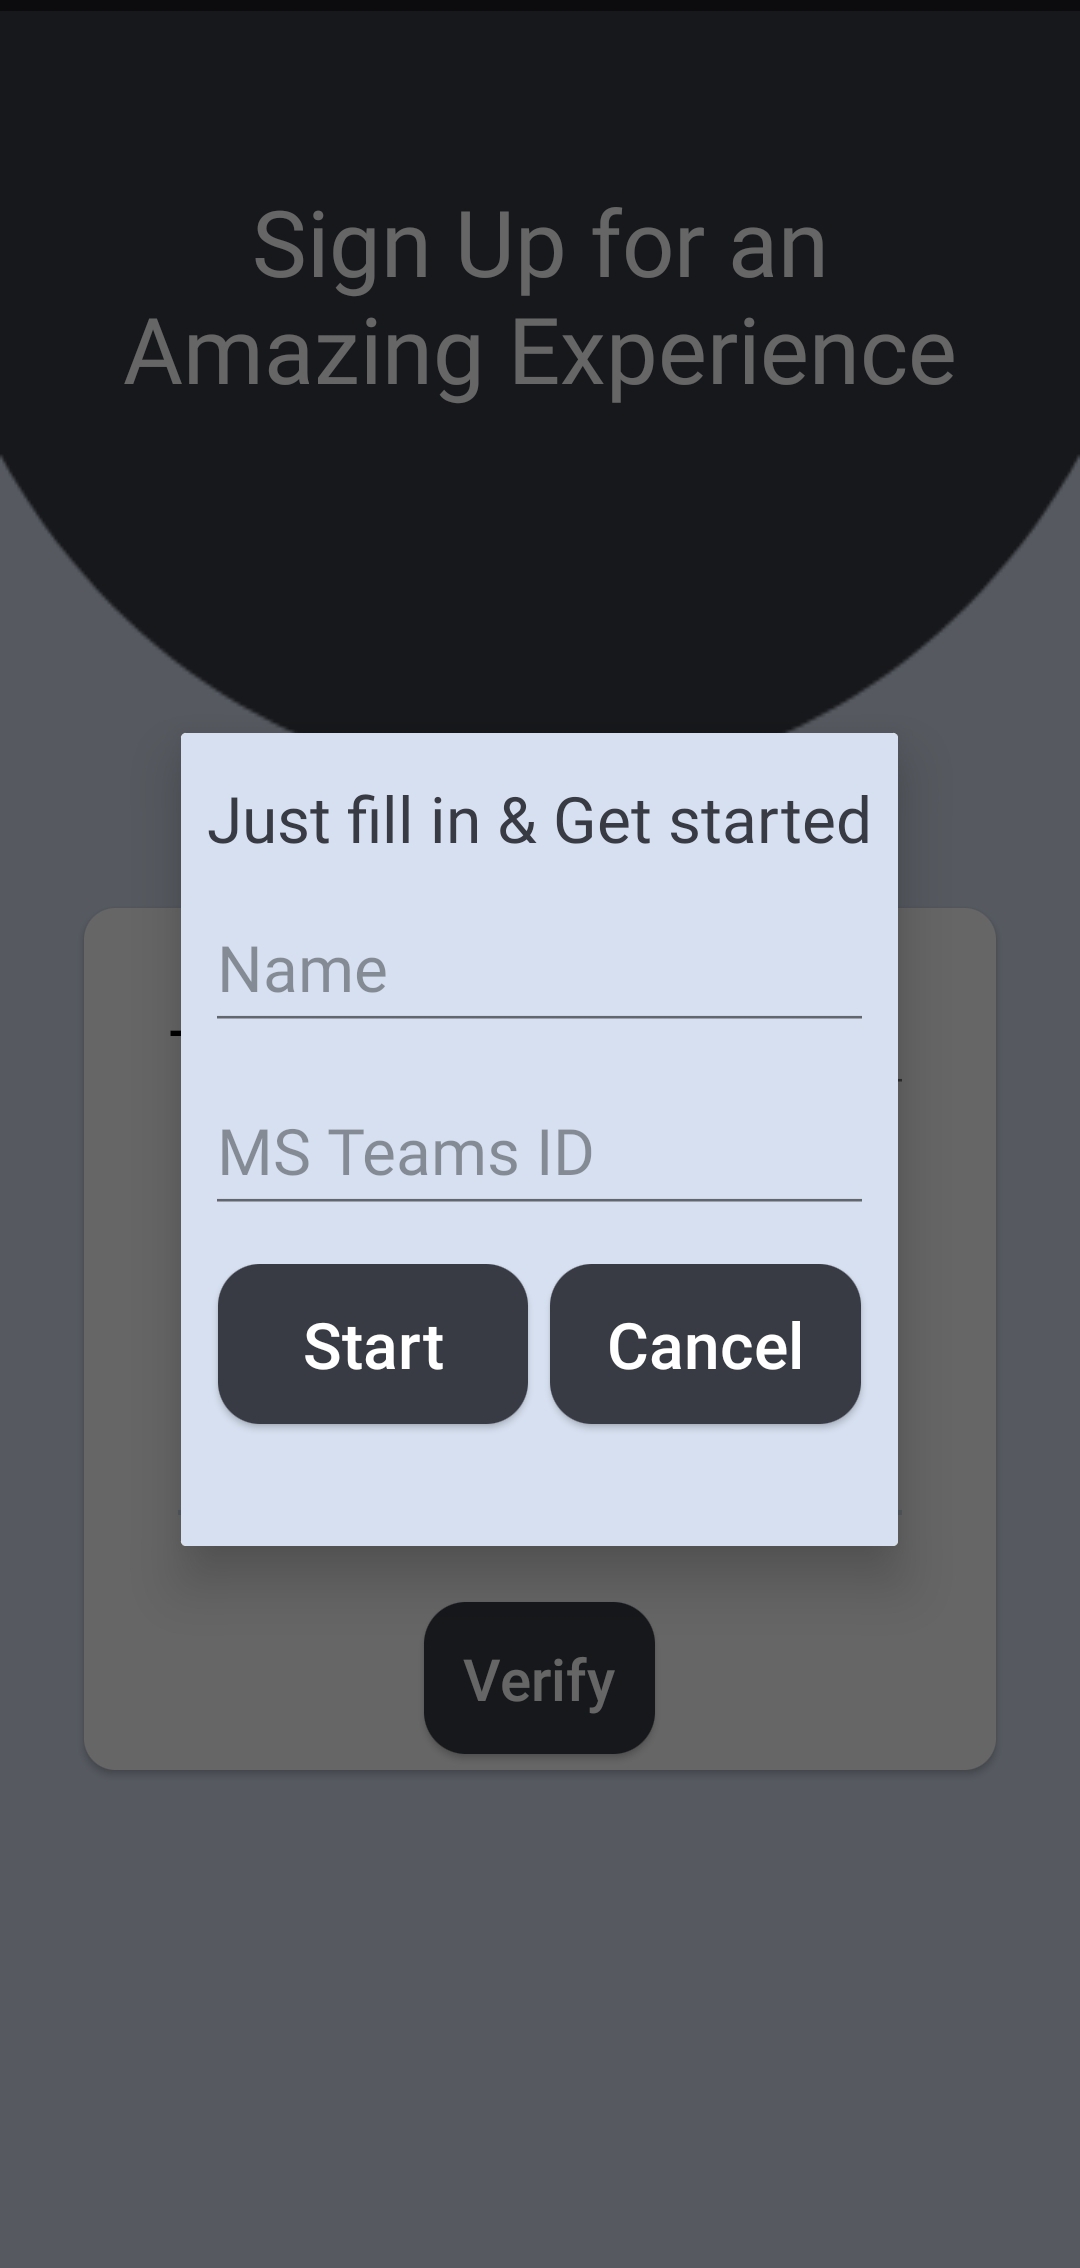 Sign Up for an
Amazing Experience
Just fill in & Get started
Name
MS Teams ID
Start Cancel
Verify